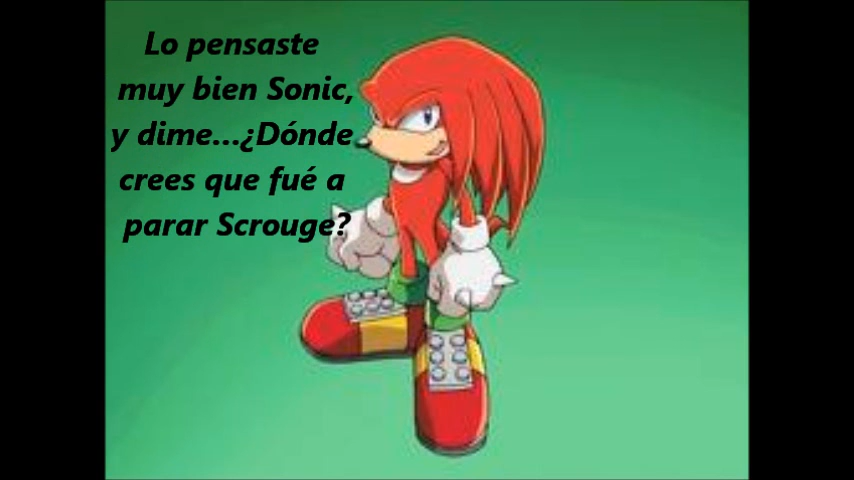 Lo pensaste
muy bien Sonic,
y dime...¿Dónde
crees que fué a
parar Scrouge?